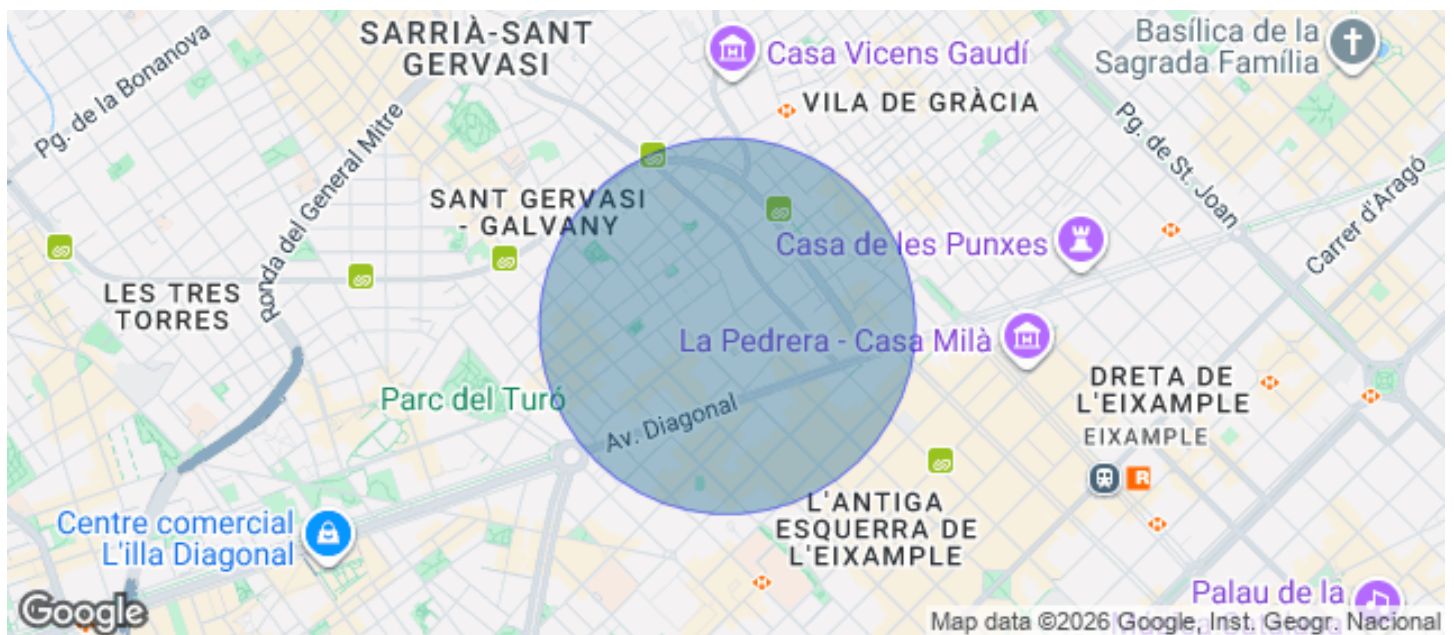 SARRIÀ-SANT
GERVASI
Pg. de la Bonanova
Casa Vicens Gaudí
Basílica de la
Sagrada Família
VILA DE GRÀCIA
Ronda del General Mitre
Pg. de St. Joan
Carrer d'Aragó
SANT GERVASI
- GALVANY
Casa de les Punxes
LES TRES
TORRES
La Pedrera - Casa Milà
Parc del Turó
Av. Diagonal
DRETA DE
L'EIXAMPLE
EIXAMPLE
R
L'ANTIGA
ESQUERRA DE
L'EIXAMPLE
Centre comercial
L'illa Diagonal
Palau de la
Google
Map data ©2026 Google, Inst. Geogr. Nacional